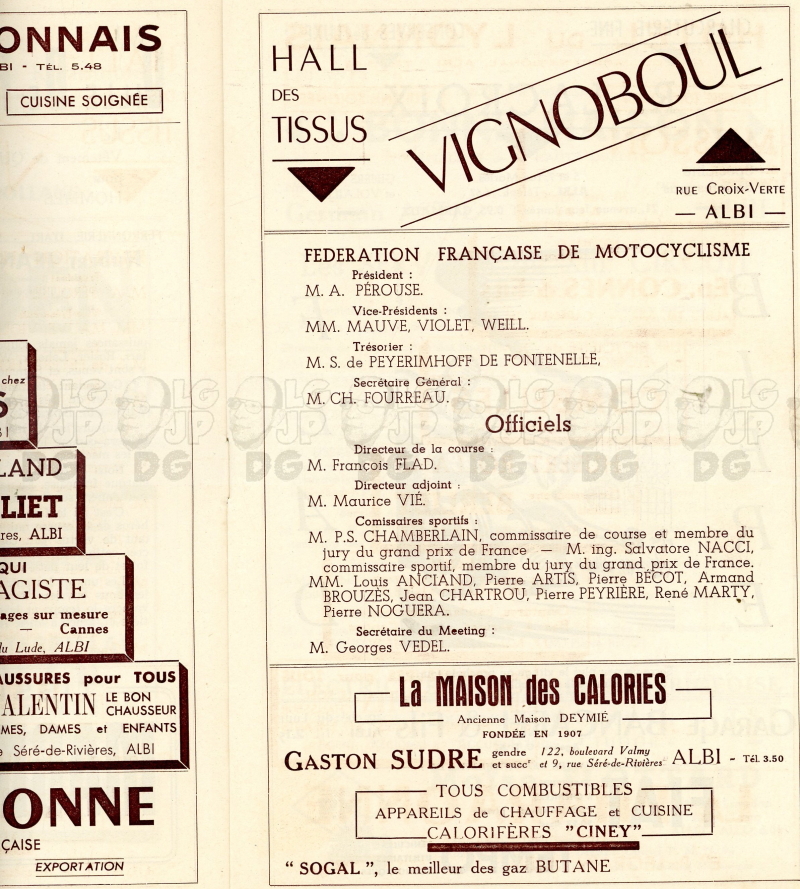 ONNAIS
BI - TÉL. 5.48
CUISINE SOIGNÉE
chez
S
BI
LAND
LIET
res, ALBI
QUI
AGISTE
ages sur mesure
— Cannes
du Lude, ALBI
AUSSURES pour TOUS
ALENTIN LE BON CHAUSSEUR
MES, DAMES et ENFANTS
e Séré-de-Rivières, ALBI
ONNE
ÇAISE
EXPORTATION
HALL
DES
TISSUS
VIGNOBOUL
RUE CROIX-VERTE
— ALBI —
FEDERATION FRANÇAISE DE MOTOCYCLISME
Président :
M. A. PÉROUSE.
Vice-Présidents :
MM. MAUVE, VIOLET, WEILL.
Trésorier :
M. S. de PEYERIMHOFF DE FONTENELLE,
Secrétaire Général :
M. CH. FOURREAU.
Officiels
Directeur de la course :
M. François FLAD.
Directeur adjoint :
M. Maurice VIÉ.
Comissaires sportifs :
M. P.S. CHAMBERLAIN, commissaire de course et membre du
jury du grand prix de France — M. ing. Salvatore NACCI,
commissaire sportif, membre du jury du grand prix de France.
MM. Louis ANCIAND, Pierre ARTIS, Pierre BÉCOT, Armand
BROUZÈS, Jean CHARTROU, Pierre PEYRIÈRE, René MARTY,
Pierre NOGUERA.
Secrétaire du Meeting :
M. Georges VEDEL.
La MAISON des CALORIES
Ancienne Maison DEYMIÉ
FONDÉE EN 1907
GASTON SUDRE gendre et succr 122, boulevard Valmy et 9, rue Séré-de-Rivières ALBI - Tél. 3.50
TOUS COMBUSTIBLES
APPAREILS DE CHAUFFAGE et CUISINE
CALORIFÈRFS "CINEY"
"SOGAL", le meilleur des gaz BUTANE
LG JP DG